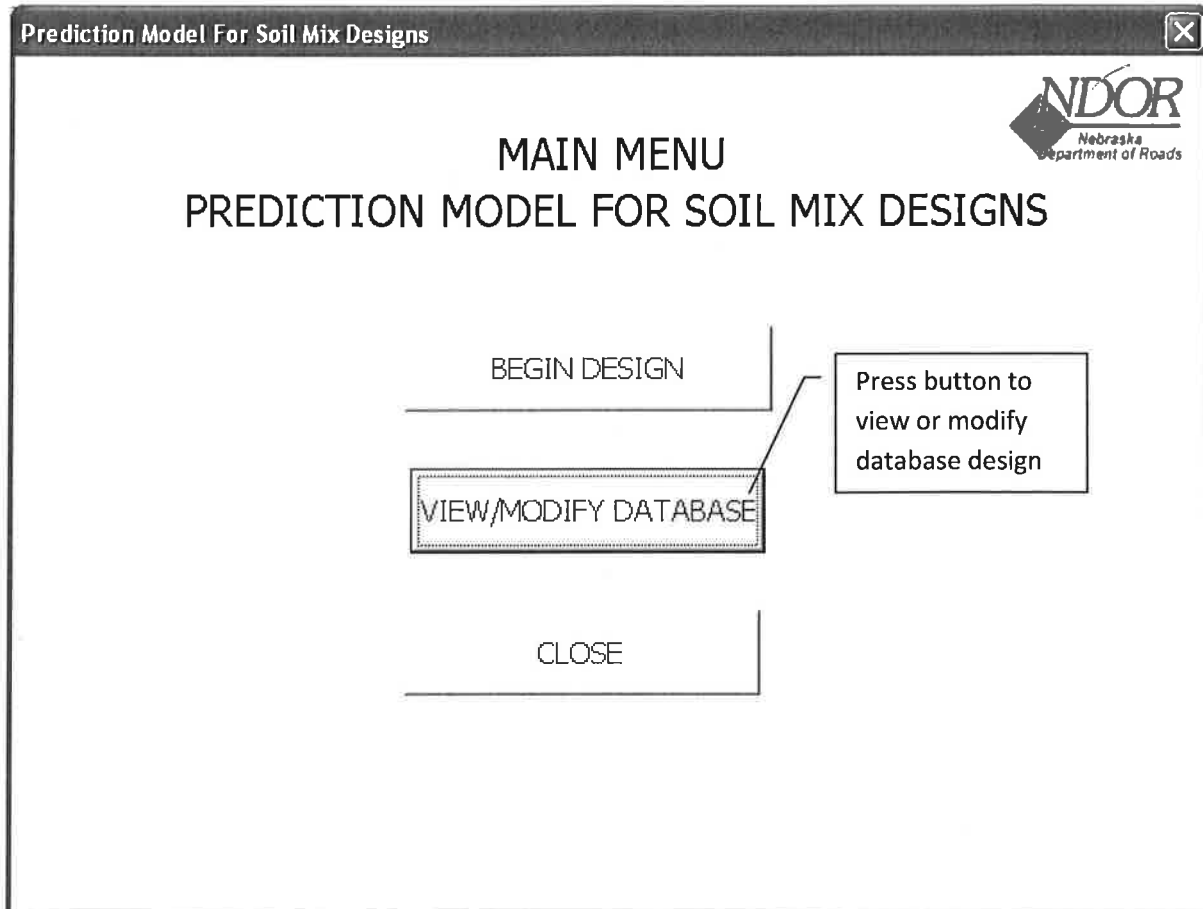 Prediction Model For Soil Mix Designs
NDOR
Nebraska
Department of Roads
MAIN MENU
PREDICTION MODEL FOR SOIL MIX DESIGNS
BEGIN DESIGN
Press button to
view or modify
database design
VIEW/MODIFY DATABASE
CLOSE